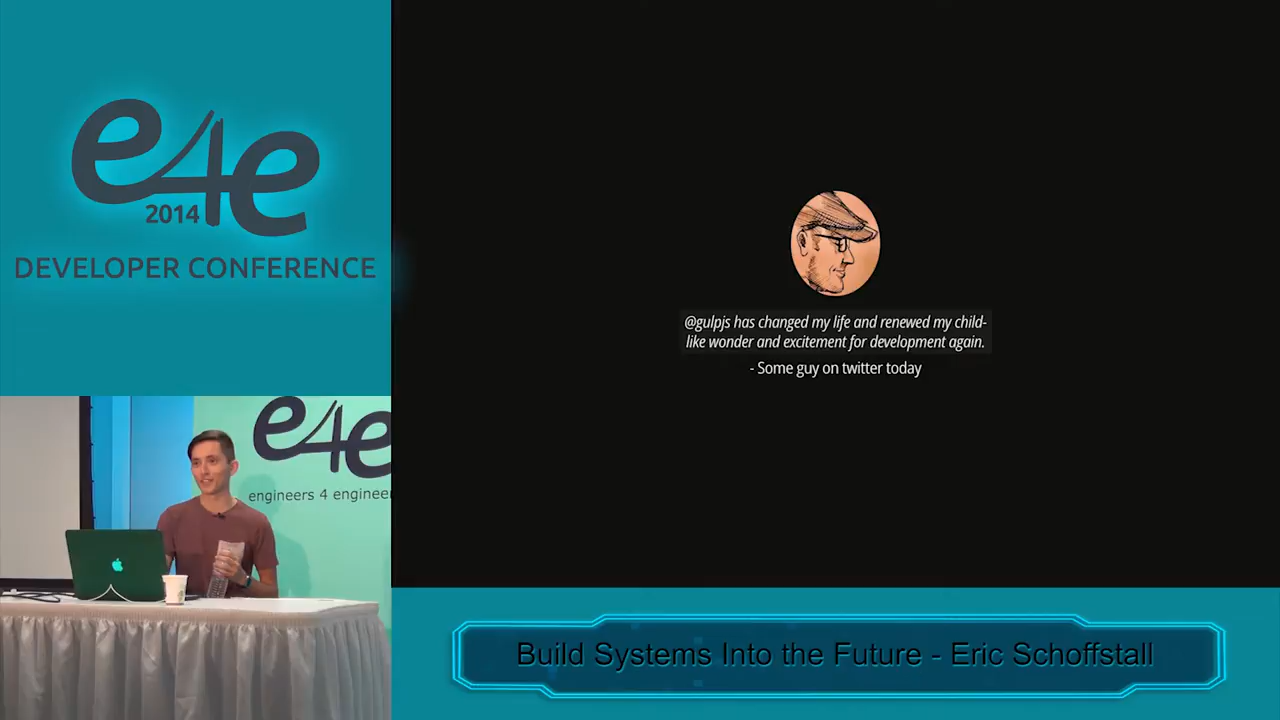 e4e
2014
DEVELOPER CONFERENCE
@gulpjs has changed my life and renewed my child-
like wonder and excitement for development again.
- Some guy on twitter today
e4e
engineers 4 engineer
Build Systems Into the Future - Eric Schoffstall